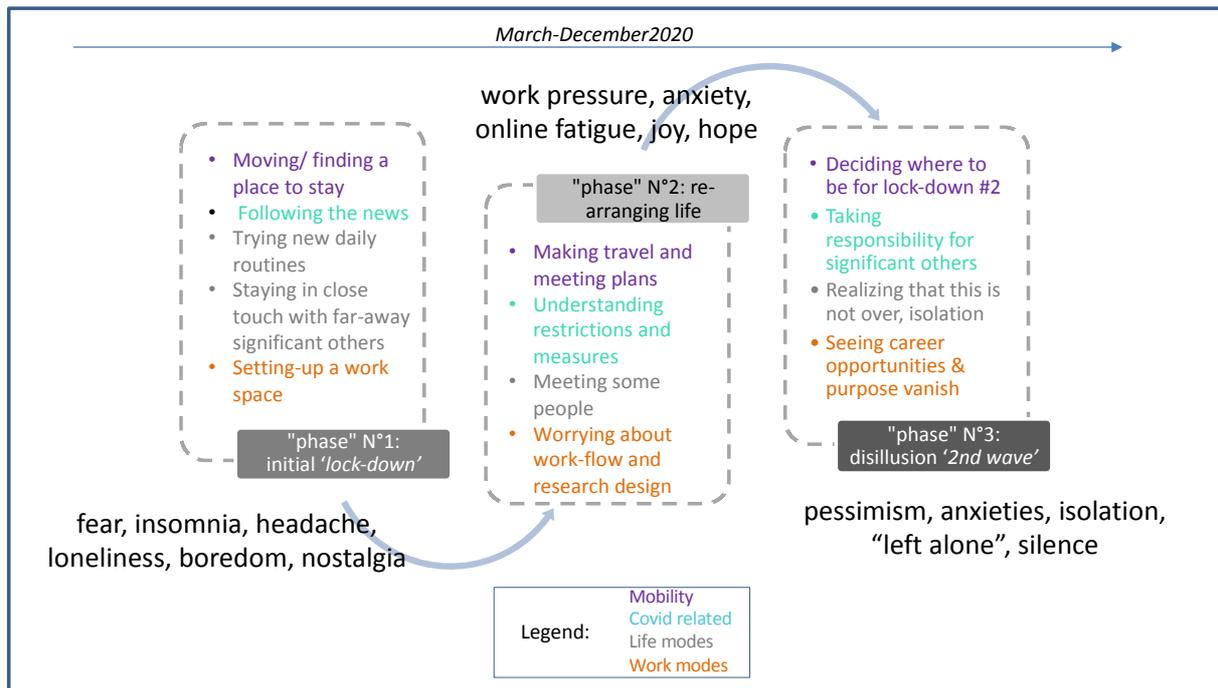 March-December2020
work pressure, anxiety,
online fatigue, joy, hope
• Moving/ finding a
place to stay
• Following the news
• Trying new daily
routines
• Staying in close
touch with far-away
significant others
• Setting-up a work
space
"phase" N°1:
initial ‘lock-down’
fear, insomnia, headache,
loneliness, boredom, nostalgia
"phase" N°2: re-
arranging life
• Making travel and
meeting plans
• Understanding
restrictions and
measures
• Meeting some
people
• Worrying about
work-flow and
research design
• Deciding where to
be for lock-down #2
• Taking
responsibility for
significant others
• Realizing that this is
not over, isolation
• Seeing career
opportunities &
purpose vanish
"phase" N°3:
disillusion ‘2nd wave’
pessimism, anxieties, isolation,
“left alone”, silence
Legend:
Mobility
Covid related
Life modes
Work modes